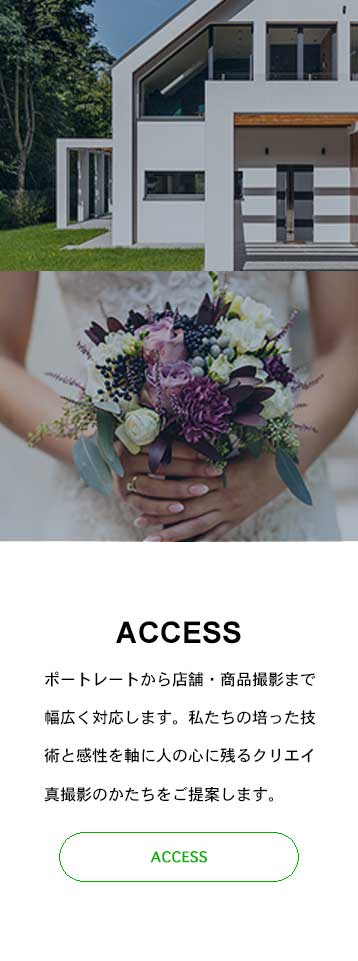 ACCESS
ポートレートから店舗・商品撮影まで
幅広く対応します。私たちの培った技
術と感性を軸に人の心に残るクリエイ
真撮影のかたちをご提案します。
ACCESS